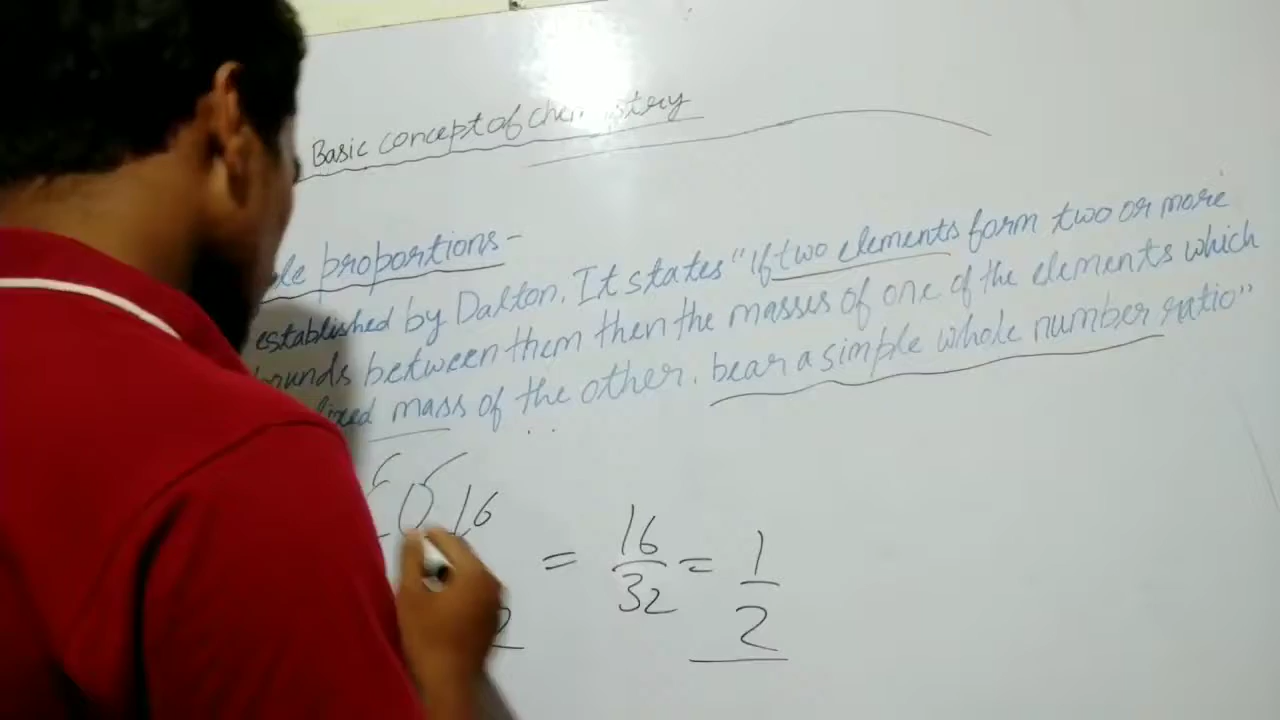 Basic concept of chemistry
proportions-
established by Dalton. It states "If two elements form two or more
between them then the masses of one of the elements which
mass of the other. bear a simple whole number ratio"
CO 16
= 16/32 = 1/2
2